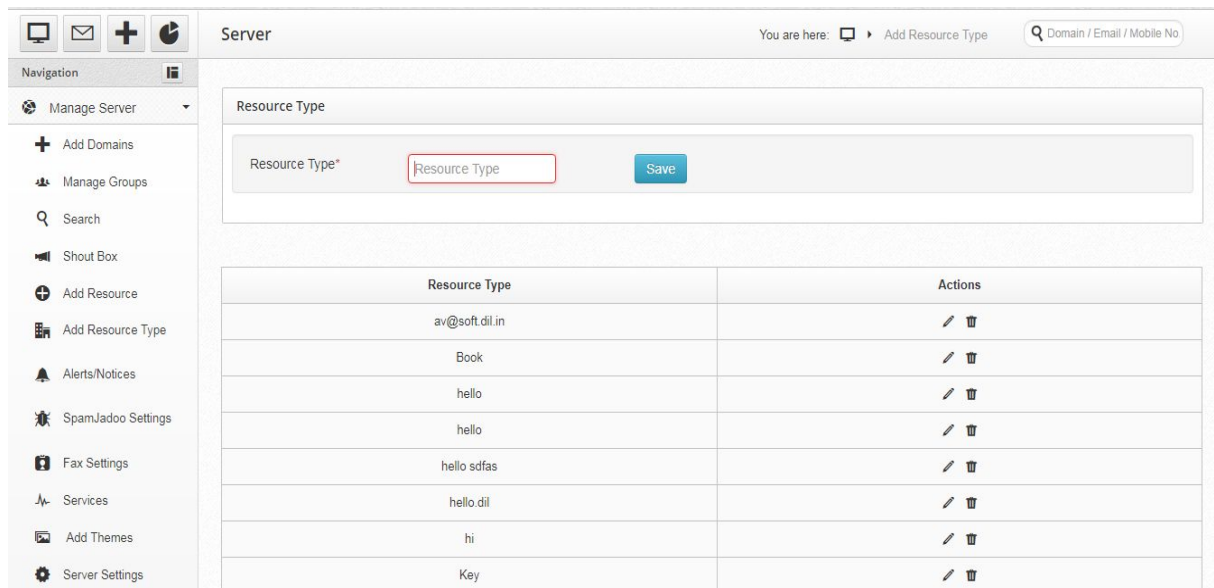 Server
You are here: Add Resource Type
Domain / Email / Mobile No
Navigation
Manage Server
Add Domains
Manage Groups
Search
Shout Box
Add Resource
Add Resource Type
Alerts/Notices
SpamJadoo Settings
Fax Settings
Services
Add Themes
Server Settings
Resource Type
Resource Type* Resource Type Save
Resource Type Actions
av@soft.dil.in
Book
hello
hello
hello sdfas
hello.dil
hi
Key